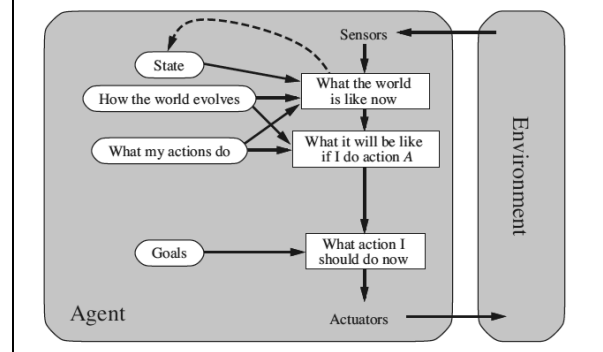 Sensors
State
What the world
is like now
How the world evolves
What my actions do
What it will be like
if I do action A
Goals
What action I
should do now
Agent
Actuators
Environment